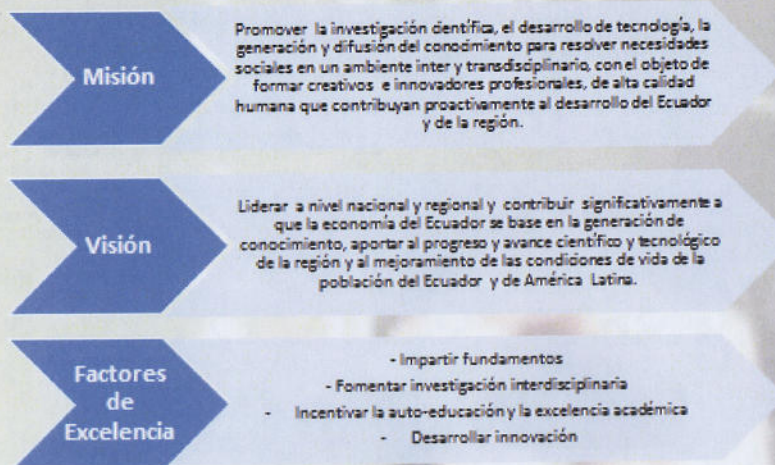 Misión
Promover la investigación científica, el desarrollo de tecnología, la
generación y difusión del conocimiento para resolver necesidades
sociales en un ambiente inter y transdisciplinario, con el objeto de
formar creativos e innovadores profesionales, de alta calidad
humana que contribuyan proactivamente al desarrollo del Ecuador
y de la región.
Visión
Liderar a nivel nacional y regional y contribuir significativamente a
que la economía del Ecuador se base en la generación de
conocimiento, aportar al progreso y avance científico y tecnológico
de la región y al mejoramiento de las condiciones de vida de la
población del Ecuador y de América Latina.
Factores
de
Excelencia
- Impartir fundamentos
- Fomentar investigación interdisciplinaria
- Incentivar la auto-educación y la excelencia académica
- Desarrollar innovación